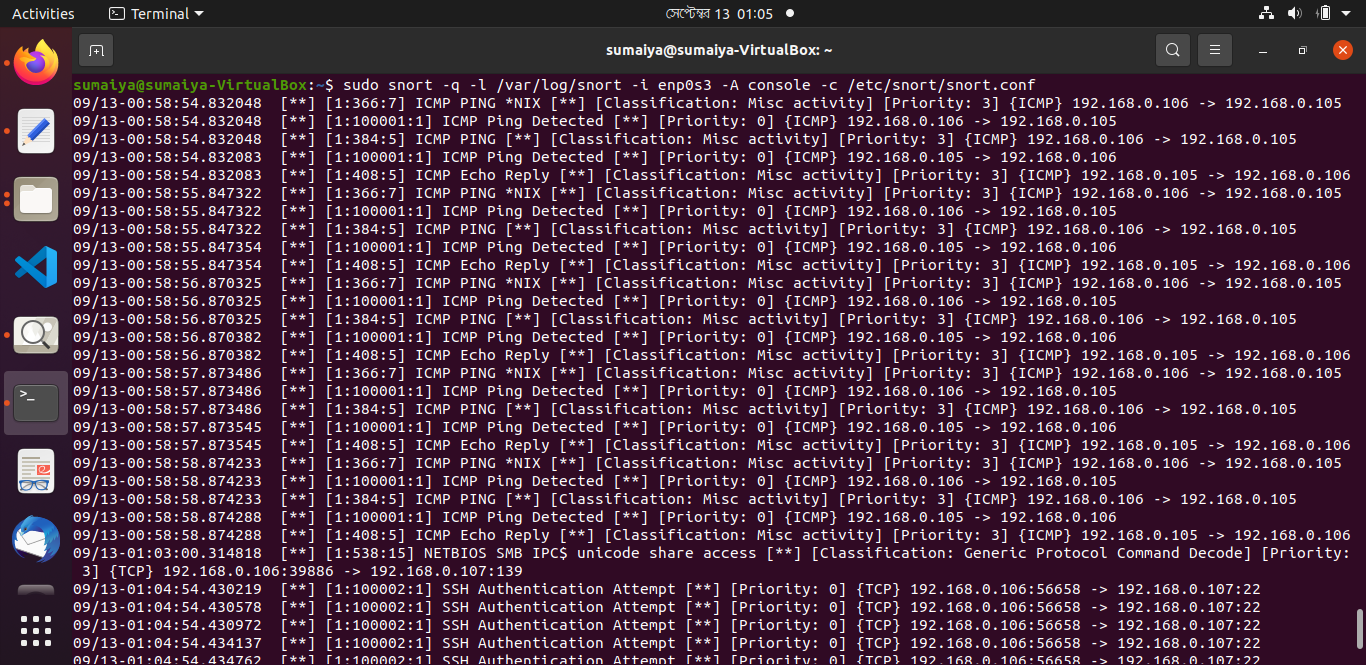 Activities
Terminal
সেপ্টেম্বর 13 01:05
sumaiya@sumaiya-VirtualBox: ~
sumaiya@sumaiya-VirtualBox:~$ sudo snort -q -l /var/log/snort -i enp0s3 -A console -c /etc/snort/snort.conf
09/13-00:58:54.832048 [**] [1:366:7] ICMP PING *NIX [**] [Classification: Misc activity] [Priority: 3] {ICMP} 192.168.0.106 -> 192.168.0.105
09/13-00:58:54.832048 [**] [1:100001:1] ICMP Ping Detected [**] [Priority: 0] {ICMP} 192.168.0.106 -> 192.168.0.105
09/13-00:58:54.832048 [**] [1:384:5] ICMP PING [**] [Classification: Misc activity] [Priority: 3] {ICMP} 192.168.0.106 -> 192.168.0.105
09/13-00:58:54.832083 [**] [1:100001:1] ICMP Ping Detected [**] [Priority: 0] {ICMP} 192.168.0.105 -> 192.168.0.106
09/13-00:58:54.832083 [**] [1:408:5] ICMP Echo Reply [**] [Classification: Misc activity] [Priority: 3] {ICMP} 192.168.0.105 -> 192.168.0.106
09/13-00:58:55.847322 [**] [1:366:7] ICMP PING *NIX [**] [Classification: Misc activity] [Priority: 3] {ICMP} 192.168.0.106 -> 192.168.0.105
09/13-00:58:55.847322 [**] [1:100001:1] ICMP Ping Detected [**] [Priority: 0] {ICMP} 192.168.0.106 -> 192.168.0.105
09/13-00:58:55.847322 [**] [1:384:5] ICMP PING [**] [Classification: Misc activity] [Priority: 3] {ICMP} 192.168.0.106 -> 192.168.0.105
09/13-00:58:55.847354 [**] [1:100001:1] ICMP Ping Detected [**] [Priority: 0] {ICMP} 192.168.0.105 -> 192.168.0.106
09/13-00:58:55.847354 [**] [1:408:5] ICMP Echo Reply [**] [Classification: Misc activity] [Priority: 3] {ICMP} 192.168.0.105 -> 192.168.0.106
09/13-00:58:56.870325 [**] [1:366:7] ICMP PING *NIX [**] [Classification: Misc activity] [Priority: 3] {ICMP} 192.168.0.106 -> 192.168.0.105
09/13-00:58:56.870325 [**] [1:100001:1] ICMP Ping Detected [**] [Priority: 0] {ICMP} 192.168.0.106 -> 192.168.0.105
09/13-00:58:56.870325 [**] [1:384:5] ICMP PING [**] [Classification: Misc activity] [Priority: 3] {ICMP} 192.168.0.106 -> 192.168.0.105
09/13-00:58:56.870382 [**] [1:100001:1] ICMP Ping Detected [**] [Priority: 0] {ICMP} 192.168.0.105 -> 192.168.0.106
09/13-00:58:56.870382 [**] [1:408:5] ICMP Echo Reply [**] [Classification: Misc activity] [Priority: 3] {ICMP} 192.168.0.105 -> 192.168.0.106
09/13-00:58:57.873486 [**] [1:366:7] ICMP PING *NIX [**] [Classification: Misc activity] [Priority: 3] {ICMP} 192.168.0.106 -> 192.168.0.105
09/13-00:58:57.873486 [**] [1:100001:1] ICMP Ping Detected [**] [Priority: 0] {ICMP} 192.168.0.106 -> 192.168.0.105
09/13-00:58:57.873486 [**] [1:384:5] ICMP PING [**] [Classification: Misc activity] [Priority: 3] {ICMP} 192.168.0.106 -> 192.168.0.105
09/13-00:58:57.873545 [**] [1:100001:1] ICMP Ping Detected [**] [Priority: 0] {ICMP} 192.168.0.105 -> 192.168.0.106
09/13-00:58:57.873545 [**] [1:408:5] ICMP Echo Reply [**] [Classification: Misc activity] [Priority: 3] {ICMP} 192.168.0.105 -> 192.168.0.106
09/13-00:58:58.874233 [**] [1:366:7] ICMP PING *NIX [**] [Classification: Misc activity] [Priority: 3] {ICMP} 192.168.0.106 -> 192.168.0.105
09/13-00:58:58.874233 [**] [1:100001:1] ICMP Ping Detected [**] [Priority: 0] {ICMP} 192.168.0.106 -> 192.168.0.105
09/13-00:58:58.874233 [**] [1:384:5] ICMP PING [**] [Classification: Misc activity] [Priority: 3] {ICMP} 192.168.0.106 -> 192.168.0.105
09/13-00:58:58.874288 [**] [1:100001:1] ICMP Ping Detected [**] [Priority: 0] {ICMP} 192.168.0.105 -> 192.168.0.106
09/13-00:58:58.874288 [**] [1:408:5] ICMP Echo Reply [**] [Classification: Misc activity] [Priority: 3] {ICMP} 192.168.0.105 -> 192.168.0.106
09/13-01:03:00.314818 [**] [1:538:15] NETBIOS SMB IPC$ unicode share access [**] [Classification: Generic Protocol Command Decode] [Priority:
3] {TCP} 192.168.0.106:39886 -> 192.168.0.107:139
09/13-01:04:54.430219 [**] [1:100002:1] SSH Authentication Attempt [**] [Priority: 0] {TCP} 192.168.0.106:56658 -> 192.168.0.107:22
09/13-01:04:54.430578 [**] [1:100002:1] SSH Authentication Attempt [**] [Priority: 0] {TCP} 192.168.0.106:56658 -> 192.168.0.107:22
09/13-01:04:54.430972 [**] [1:100002:1] SSH Authentication Attempt [**] [Priority: 0] {TCP} 192.168.0.106:56658 -> 192.168.0.107:22
09/13-01:04:54.434137 [**] [1:100002:1] SSH Authentication Attempt [**] [Priority: 0] {TCP} 192.168.0.106:56658 -> 192.168.0.107:22
09/13-01:04:54.434762 [**] [1:100002:1] SSH Authentication Attempt [**] [Priority: 0] {TCP} 192.168.0.106:56658 -> 192.168.0.107:22